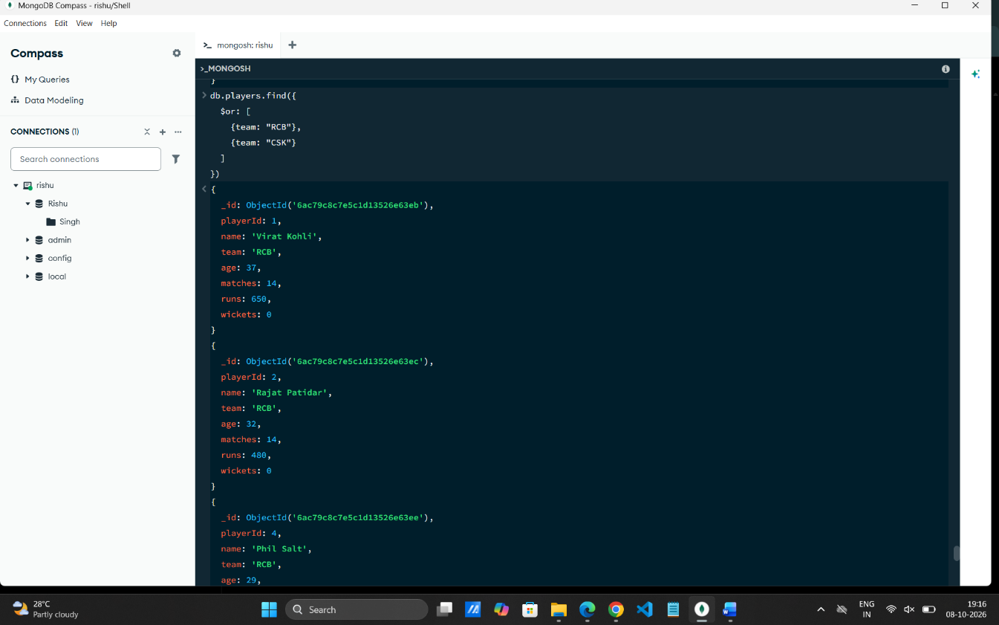 MongoDB Compass - rishu/Shell
Connections Edit View Help
Compass
My Queries
Data Modeling
CONNECTIONS (1)
Search connections
rishu
Rishu
Singh
admin
config
local
>_ mongosh: rishu
>_MONGOSH
}
db.players.find({
$or: [
{team: "RCB"},
{team: "CSK"}
]
})
{
_id: ObjectId('6ac79c8c7e5c1d13526e63eb'),
playerId: 1,
name: 'Virat Kohli',
team: 'RCB',
age: 37,
matches: 14,
runs: 650,
wickets: 0
}
{
_id: ObjectId('6ac79c8c7e5c1d13526e63ec'),
playerId: 2,
name: 'Rajat Patidar',
team: 'RCB',
age: 32,
matches: 14,
runs: 480,
wickets: 0
}
{
_id: ObjectId('6ac79c8c7e5c1d13526e63ee'),
playerId: 4,
name: 'Phil Salt',
team: 'RCB',
age: 29,
28°C
Partly cloudy
Search
ENG
IN
19:16
08-10-2026